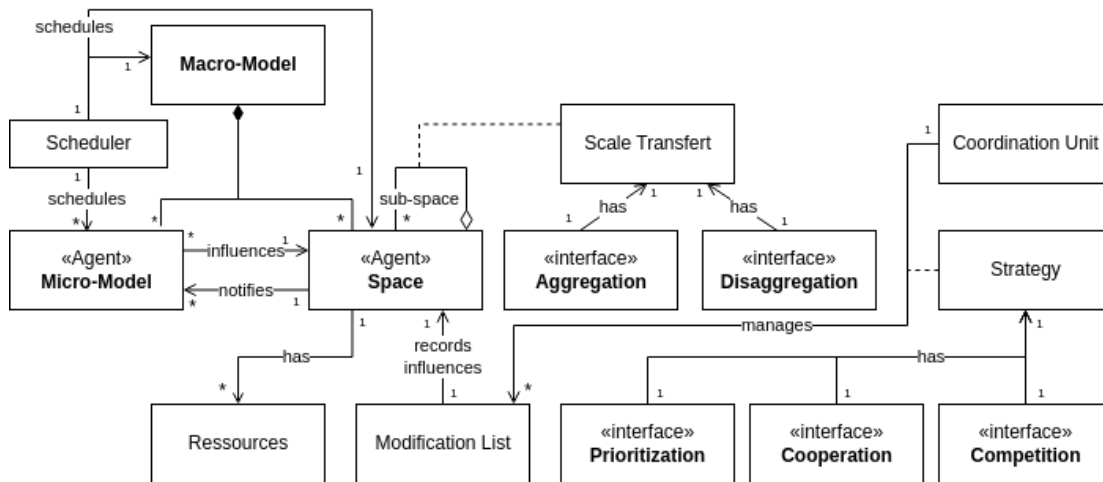 schedules
1
Macro-Model
1
Scheduler
Scale Transfert
1
Coordination Unit
1
schedules
1
sub-space
1
has
1
1
has
*
*
*
*
1
1
«Agent»
Micro-Model
*
influences
1
«Agent»
Space
«interface»
Aggregation
«interface»
Disaggregation
Strategy
notifies
*
1
1
1
manages
1
records
influences
has
has
*
1
*
1
1
1
Ressources
Modification List
«interface»
Prioritization
«interface»
Cooperation
«interface»
Competition